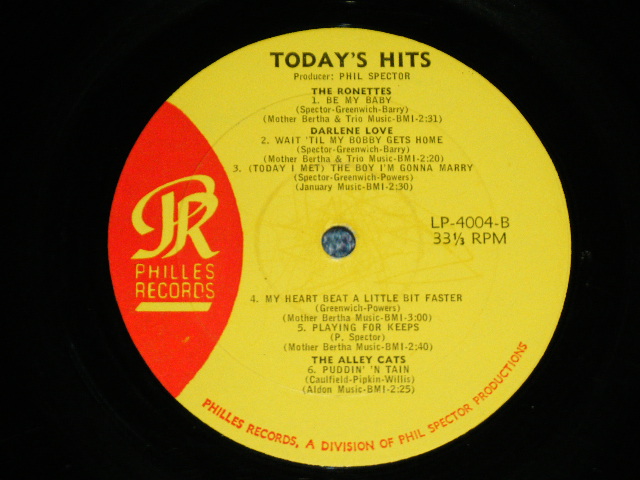 TODAY'S HITS
Producer: PHIL SPECTOR
THE RONETTES
1. BE MY BABY
(Spector-Greenwich-Barry)
(Mother Bertha & Trio Music-BMI-2:31)
DARLENE LOVE
2. WAIT 'TIL MY BOBBY GETS HOME
(Spector-Greenwich-Barry)
(Mother Bertha & Trio Music-BMI-2:20)
3. (TODAY I MET) THE BOY I'M GONNA MARRY
(Spector-Greenwich-Powers)
(January Music-BMI-2:30)
LP-4004-B
33⅓ RPM
PR
PHILLES
RECORDS
4. MY HEART BEAT A LITTLE BIT FASTER
(Greenwich-Powers)
(Mother Bertha Music-BMI-3:00)
5. PLAYING FOR KEEPS
(P. Spector)
(Mother Bertha Music-BMI-2:40)
THE ALLEY CATS
6. PUDDIN' 'N TAIN
(Caulfield-Pipkin-Willis)
(Aldon Music-BMI-2:25)
PHILLES RECORDS, A DIVISION OF PHIL SPECTOR PRODUCTIONS